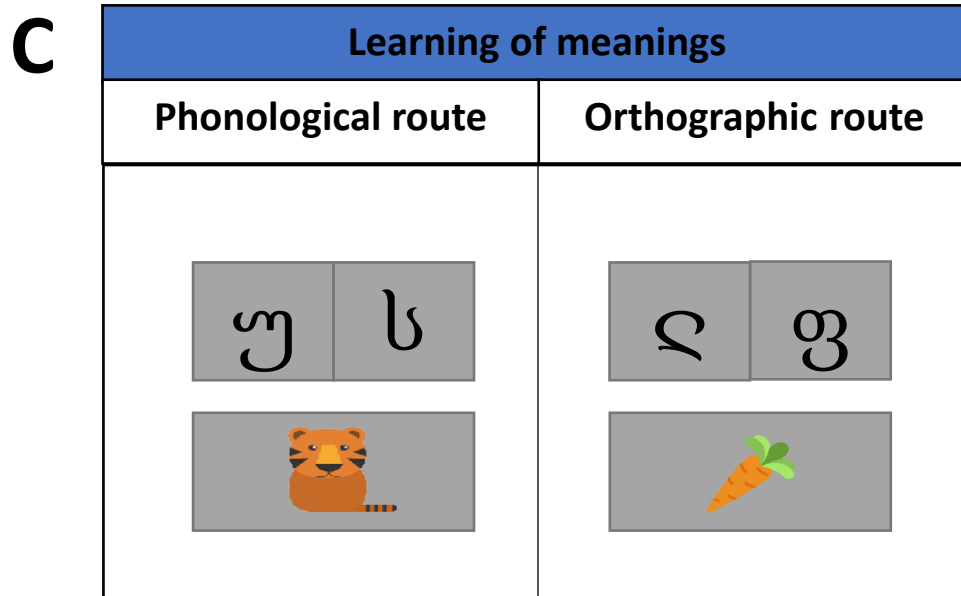 C
Learning of meanings
Phonological route Orthographic route
უ ს ლ ფ